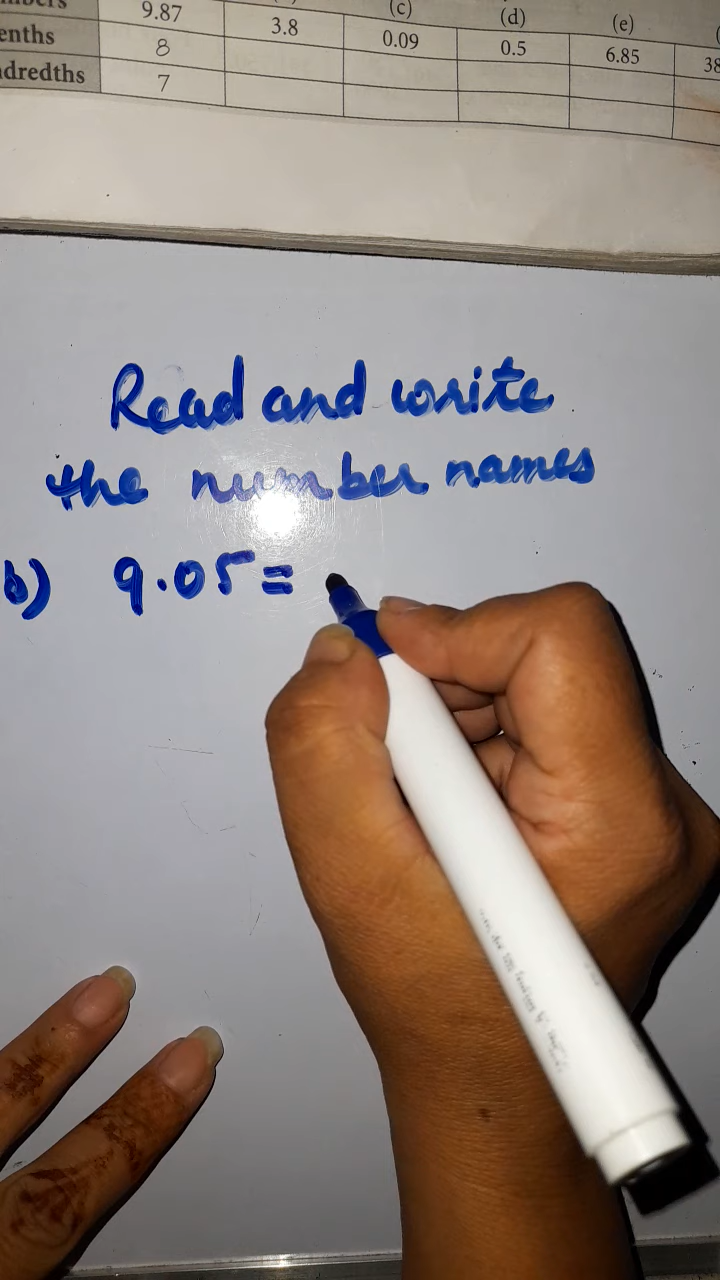 9.87 3.8 (c) 0.09 (d) 0.5 (e) 6.85 38
enths 8
dredths 7
Read and write
the number names
b) 9.05=